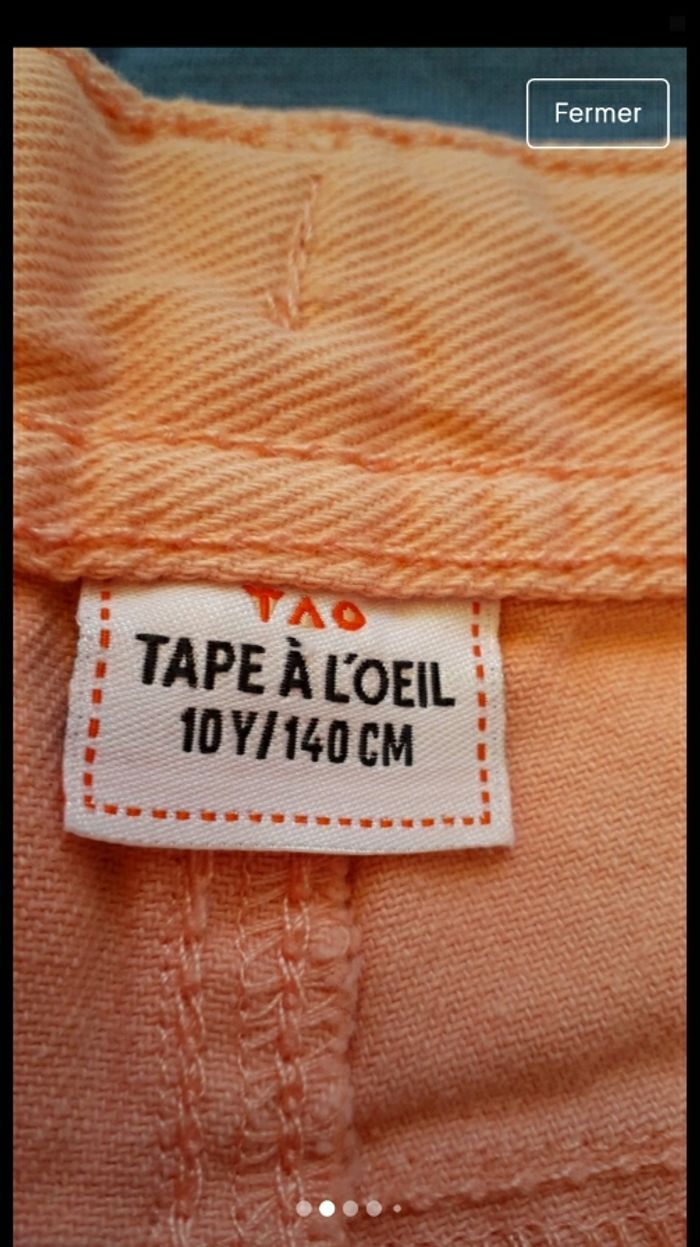 Fermer
TAO
TAPE À L'OEIL
10Y/140 CM